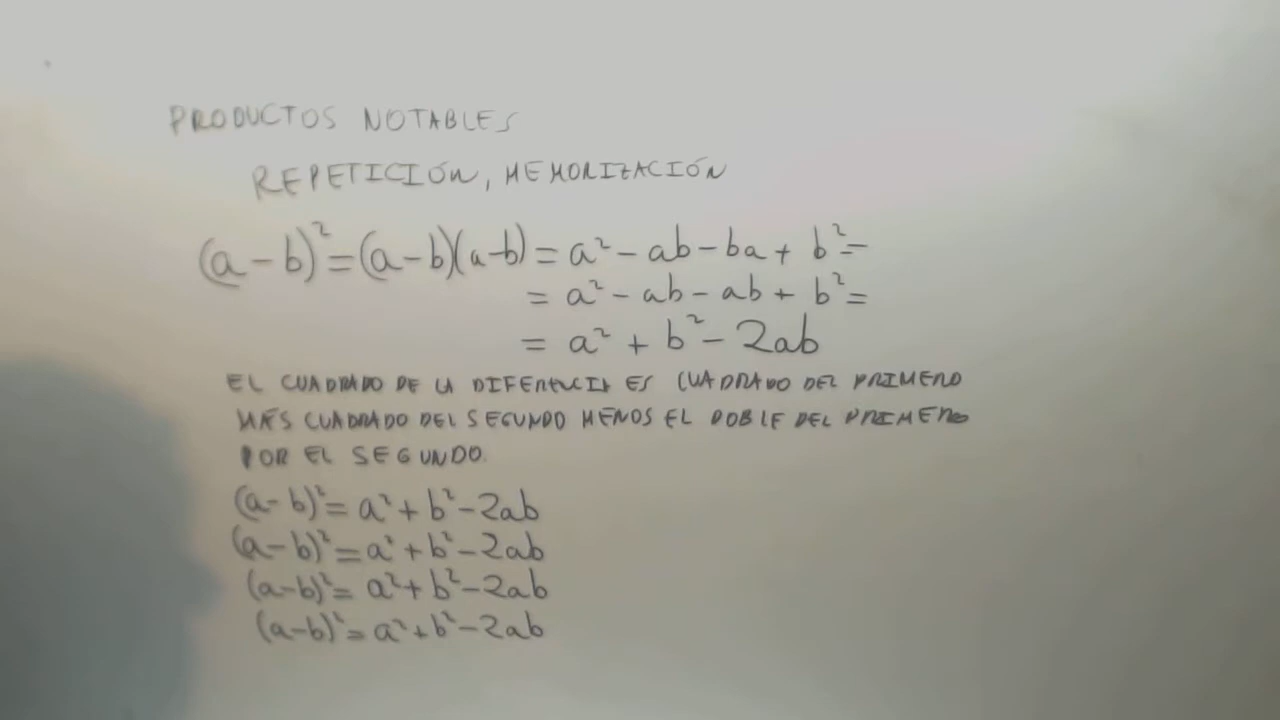 PRODUCTOS NOTABLES
REPETICIÓN, MEMORIZACIÓN
(a-b)² = (a-b)(a-b) = a² - ab - ba + b² =
= a² - ab - ab + b² =
= a² + b² - 2ab
EL CUADRADO DE LA DIFERENCIA ES CUADRADO DEL PRIMERO
MÁS CUADRADO DEL SEGUNDO MENOS EL DOBLE DEL PRIMERO
POR EL SEGUNDO.
(a-b)² = a² + b² - 2ab
(a-b)² = a² + b² - 2ab
(a-b)² = a² + b² - 2ab
(a-b)² = a² + b² - 2ab